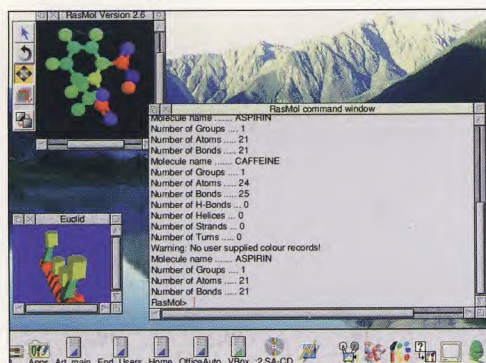 RasMol Version 2.6
RasMol command window
Molecule name ....... ASPIRIN
Number of Groups .... 1
Number of Atoms ..... 21
Number of Bonds ..... 21
Molecule name ....... CAFFEINE
Number of Groups .... 1
Number of Atoms ..... 24
Number of Bonds ..... 25
Number of H-Bonds ... 0
Number of Helices ... 0
Number of Strands ... 0
Number of Turns ..... 0
Warning: No user supplied colour records!
Molecule name ....... ASPIRIN
Number of Groups .... 1
Number of Atoms ..... 21
Number of Bonds ..... 21
RasMol>
Euclid
Apps Art_main End_Users Home OfficeAuto VBox